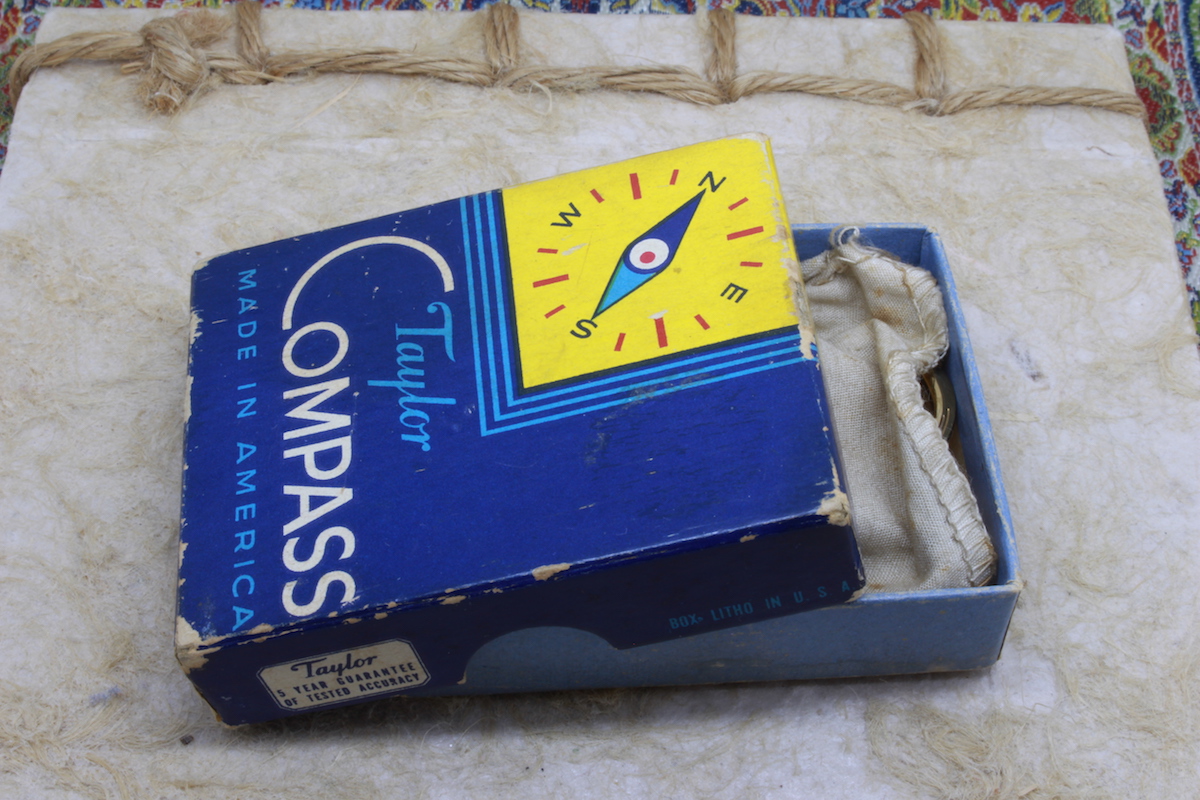 Taylor
COMPASS
MADE IN AMERICA
N
W
E
S
Taylor
5 YEAR GUARANTEE
OF TESTED ACCURACY
BOX- LITHO IN U. S. A